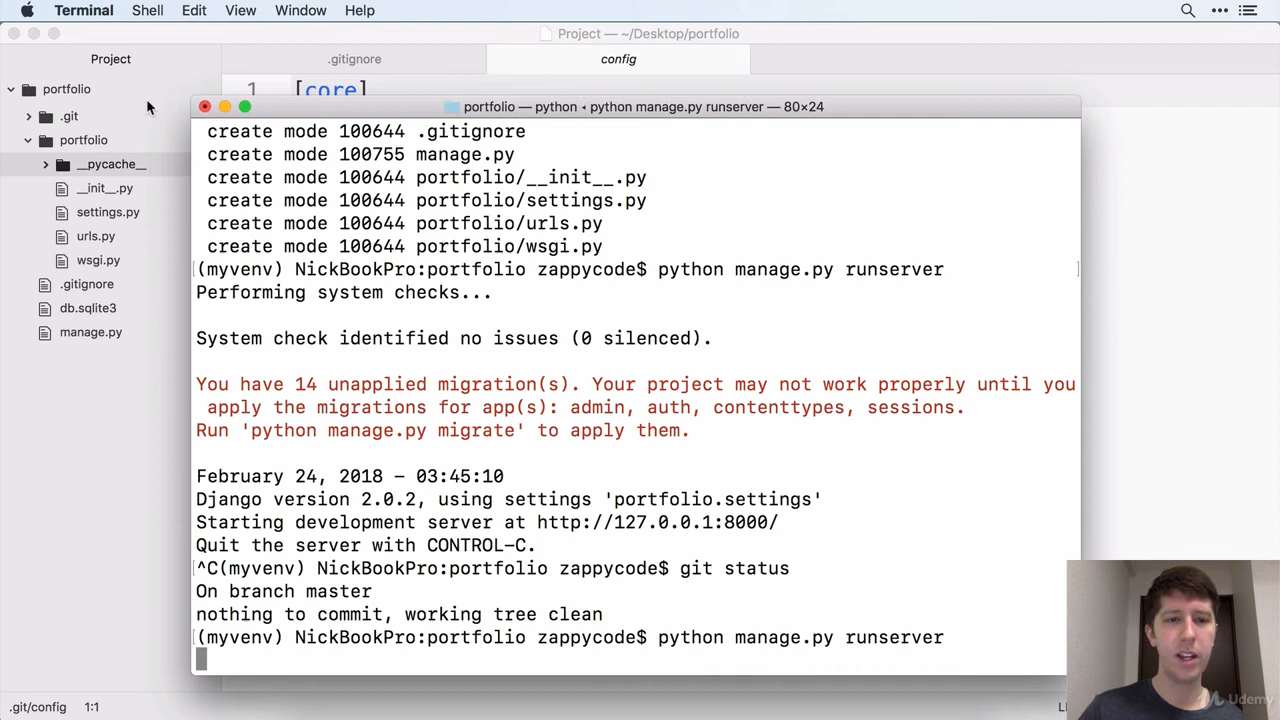 Terminal Shell Edit View Window Help
Project — ~/Desktop/portfolio
Project
.gitignore
config
portfolio
.git
portfolio
__pycache__
__init__.py
settings.py
urls.py
wsgi.py
.gitignore
db.sqlite3
manage.py
1 [core]
portfolio — python ◂ python manage.py runserver — 80×24
create mode 100644 .gitignore
create mode 100755 manage.py
create mode 100644 portfolio/__init__.py
create mode 100644 portfolio/settings.py
create mode 100644 portfolio/urls.py
create mode 100644 portfolio/wsgi.py
[(myvenv) NickBookPro:portfolio zappycode$ python manage.py runserver ]
Performing system checks...
System check identified no issues (0 silenced).
You have 14 unapplied migration(s). Your project may not work properly until you
apply the migrations for app(s): admin, auth, contenttypes, sessions.
Run 'python manage.py migrate' to apply them.
February 24, 2018 - 03:45:10
Django version 2.0.2, using settings 'portfolio.settings'
Starting development server at http://127.0.0.1:8000/
Quit the server with CONTROL-C.
[^C(myvenv) NickBookPro:portfolio zappycode$ git status
On branch master
nothing to commit, working tree clean
[(myvenv) NickBookPro:portfolio zappycode$ python manage.py runserver
.git/config 1:1
Udemy